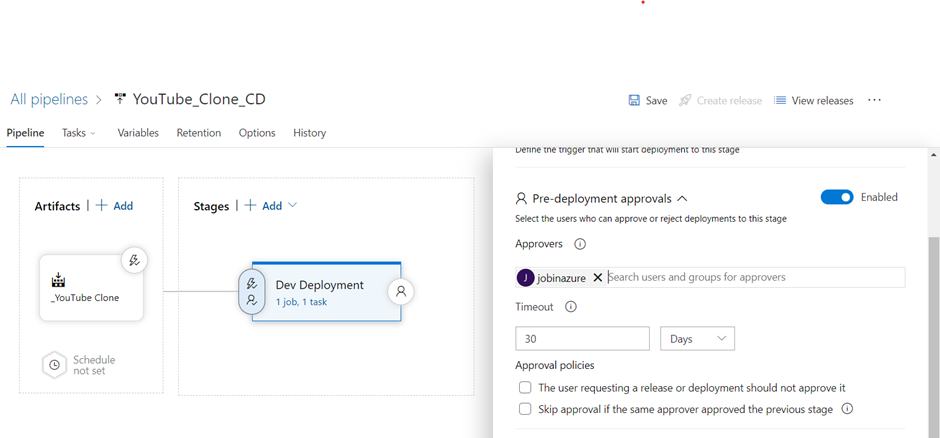 All pipelines > YouTube_Clone_CD
Save Create release View releases ...
Pipeline Tasks Variables Retention Options History
Define the trigger that will start deployment to this stage
Artifacts | + Add
Stages | + Add
_YouTube Clone
Schedule
not set
Dev Deployment
1 job, 1 task
Pre-deployment approvals
Enabled
Select the users who can approve or reject deployments to this stage
Approvers
J jobinazure Search users and groups for approvers
Timeout
30 Days
Approval policies
The user requesting a release or deployment should not approve it
Skip approval if the same approver approved the previous stage